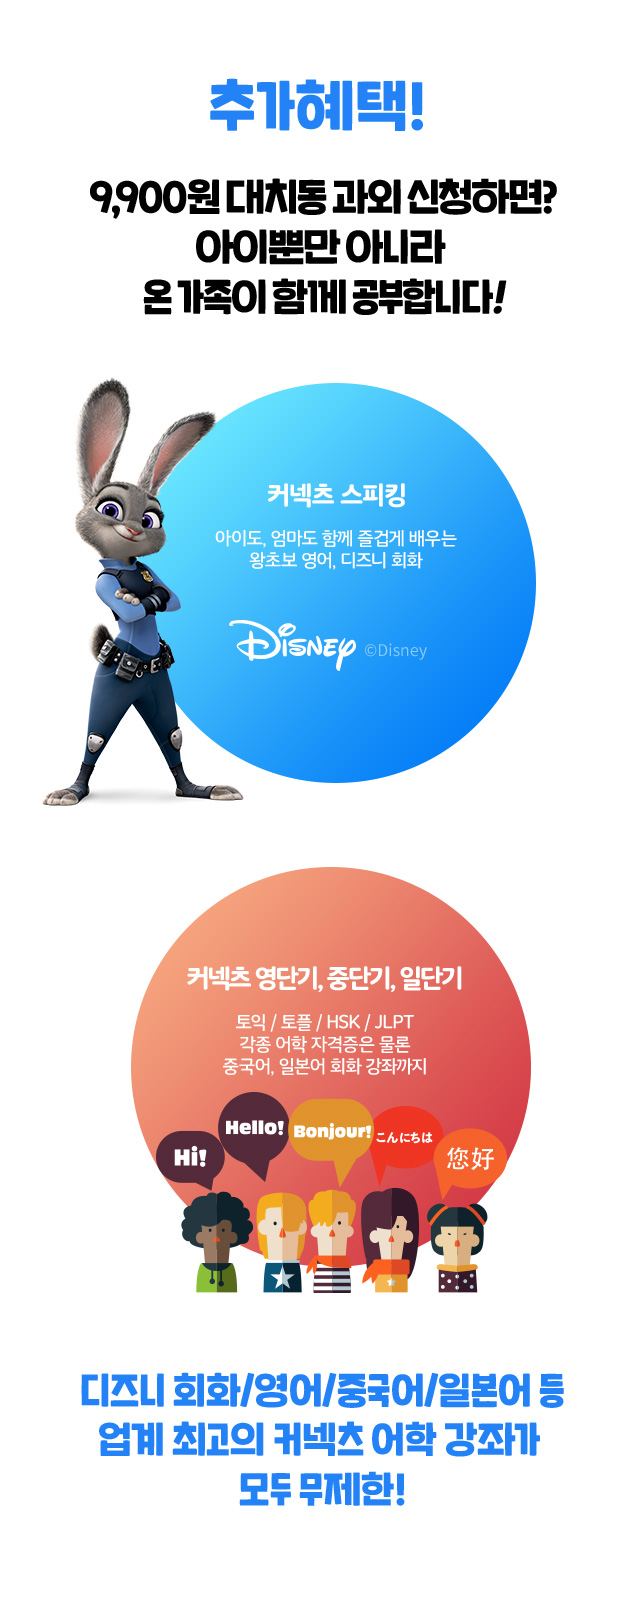 추가혜택!
9,900원 대치동 과외 신청하면?
아이뿐만 아니라
온 가족이 함께 공부합니다!
커넥츠 스피킹
아이도, 엄마도 함께 즐겁게 배우는
왕초보 영어, 디즈니 회화
Disney ©Disney
커넥츠 영단기, 중단기, 일단기
토익 / 토플 / HSK / JLPT
각종 어학 자격증은 물론
중국어, 일본어 회화 강좌까지
Hi!
Hello!
Bonjour!
こんにちは
您好
디즈니 회화/영어/중국어/일본어 등
업계 최고의 커넥츠 어학 강좌가
모두 무제한!